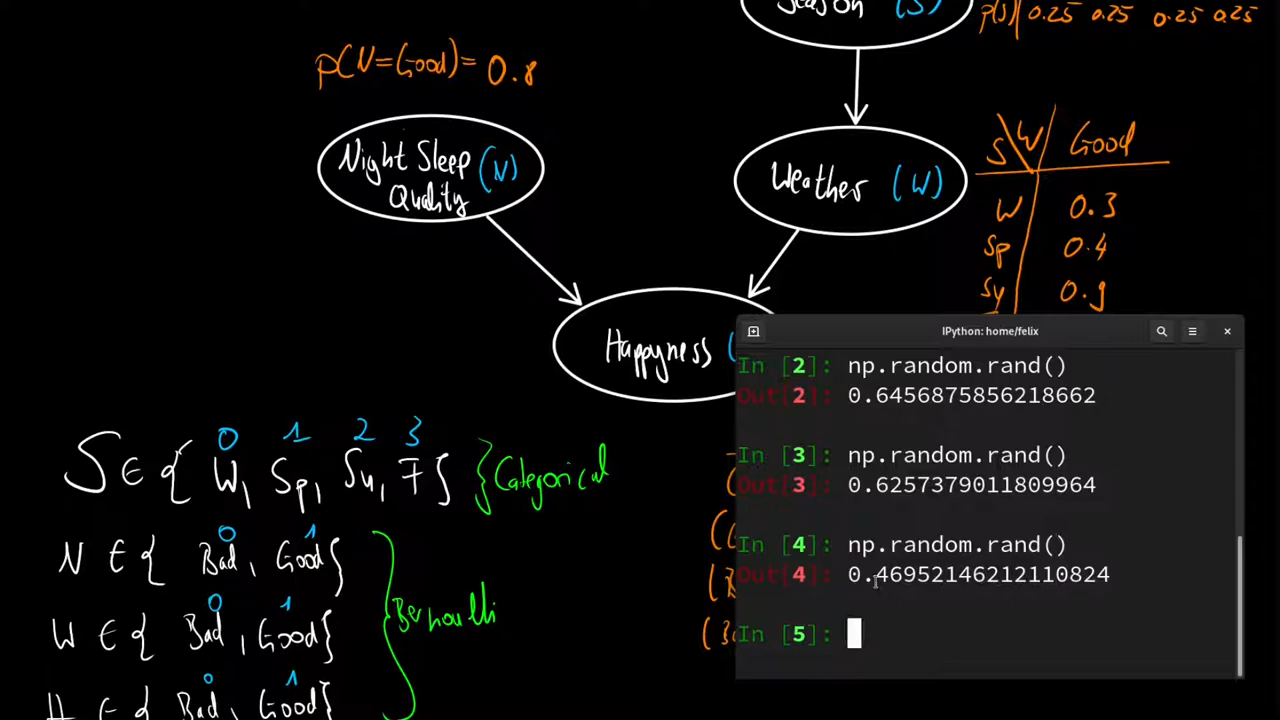 Season (S)
p(S) 0.25 0.25 0.25 0.25
p(N=Good)= 0.8
Night Sleep Quality (N)
Weather (W)
S W Good
W 0.3
Sp 0.4
Su 0.9
Happyness (
IPython: home/felix
In [2]: np.random.rand()
Out[2]: 0.6456875856218662
In [3]: np.random.rand()
Out[3]: 0.6257379011809964
In [4]: np.random.rand()
Out[4]: 0.46952146212110824
In [5]:
0 1 2 3
S ∈ { W, Sp, Su, F } } Categorical
0 1
N ∈ { Bad, Good }
0 1
W ∈ { Bad, Good } } Bernoulli
0 1
H ∈ { Bad, Good }